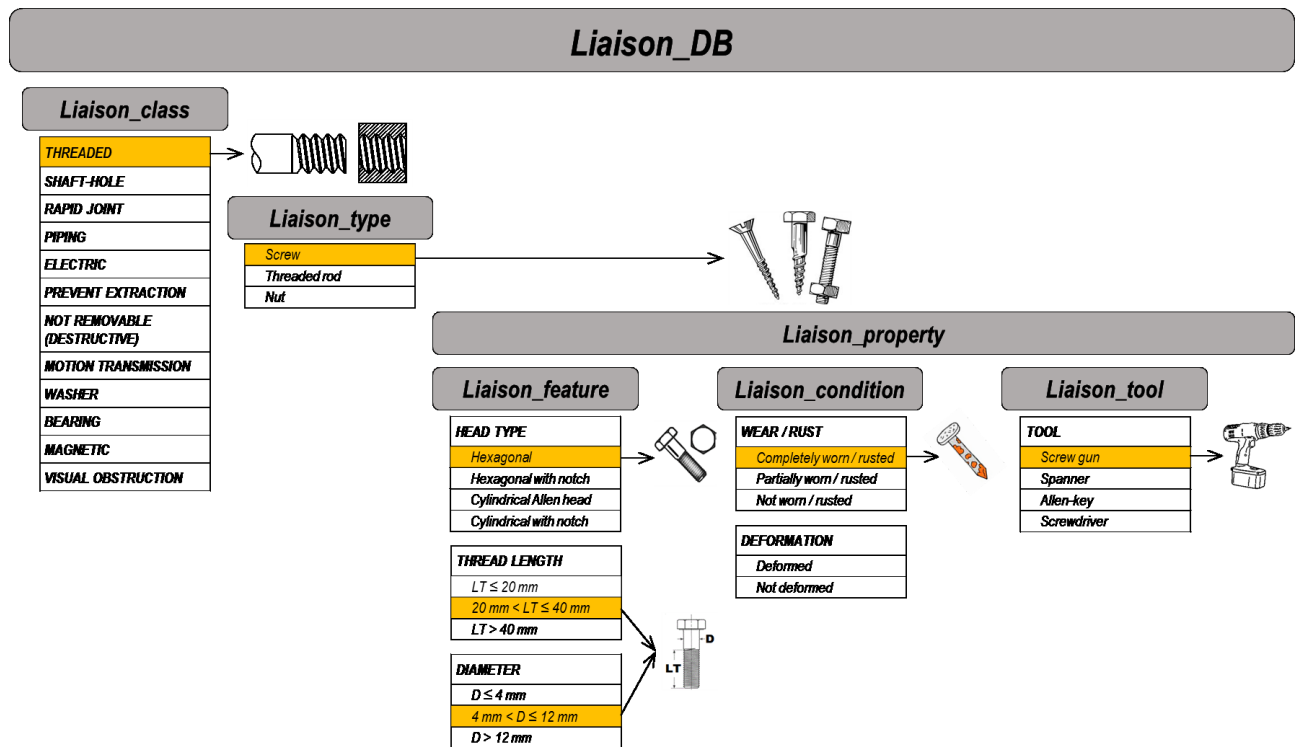 Liaison_DB
Liaison_class
THREADED
SHAFT-HOLE
RAPID JOINT
PIPING
ELECTRIC
PREVENT EXTRACTION
NOT REMOVABLE
(DESTRUCTIVE)
MOTION TRANSMISSION
WASHER
BEARING
MAGNETIC
VISUAL OBSTRUCTION
Liaison_type
Screw
Threaded rod
Nut
Liaison_property
Liaison_feature
HEAD TYPE
Hexagonal
Hexagonal with notch
Cylindrical Allen head
Cylindrical with notch
THREAD LENGTH
LT ≤ 20 mm
20 mm < LT ≤ 40 mm
LT > 40 mm
DIAMETER
D ≤ 4 mm
4 mm < D ≤ 12 mm
D > 12 mm
D
LT
Liaison_condition
WEAR / RUST
Completely worn / rusted
Partially worn / rusted
Not worn / rusted
DEFORMATION
Deformed
Not deformed
Liaison_tool
TOOL
Screw gun
Spanner
Allen-key
Screwdriver